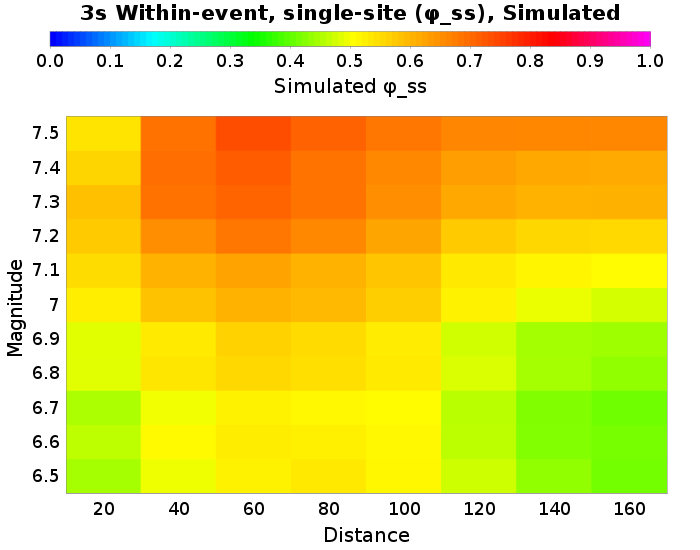 3s Within-event, single-site (φ_ss), Simulated
0.0 0.1 0.2 0.3 0.4 0.5 0.6 0.7 0.8 0.9 1.0
Simulated φ_ss
7.5
7.4
7.3
7.2
7.1
7
6.9
6.8
6.7
6.6
6.5
Magnitude
20 40 60 80 100 120 140 160
Distance